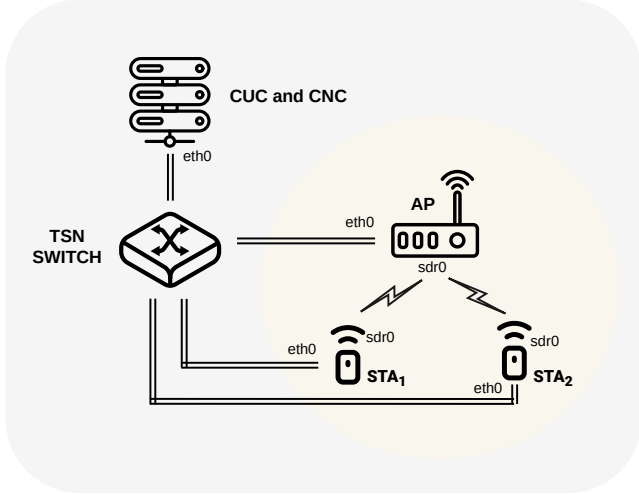 CUC and CNC
eth0
AP
eth0
TSN
SWITCH
sdr0
sdr0
sdr0
eth0
STA1
STA2
eth0